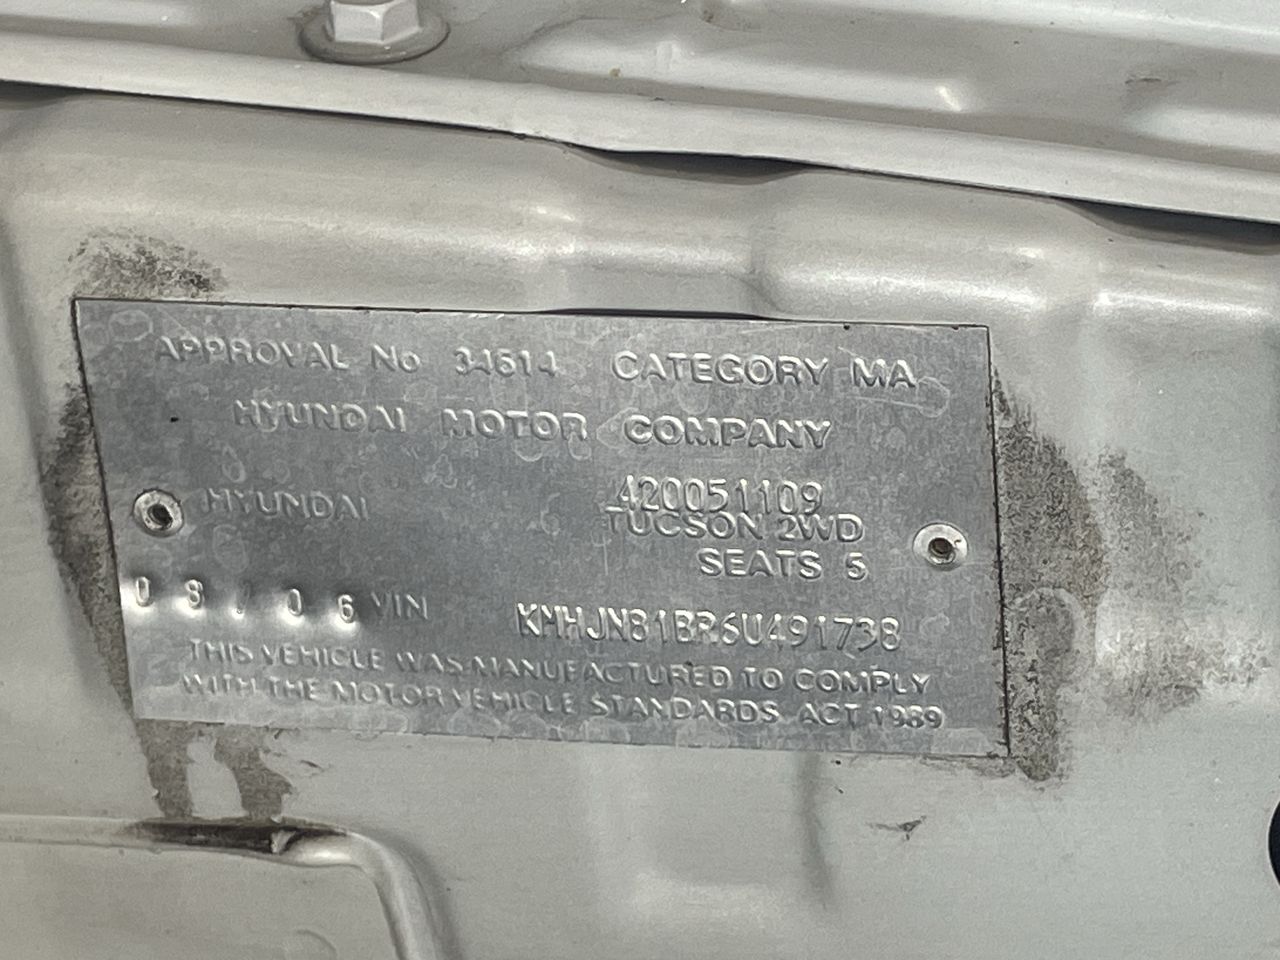 APPROVAL No 34614 CATEGORY MA
HYUNDAI MOTOR COMPANY
HYUNDAI 420051109
TUCSON 2WD
SEATS 5
08/06 VIN KMHJN81BR6U491738
THIS VEHICLE WAS MANUFACTURED TO COMPLY
WITH THE MOTOR VEHICLE STANDARDS ACT 1989